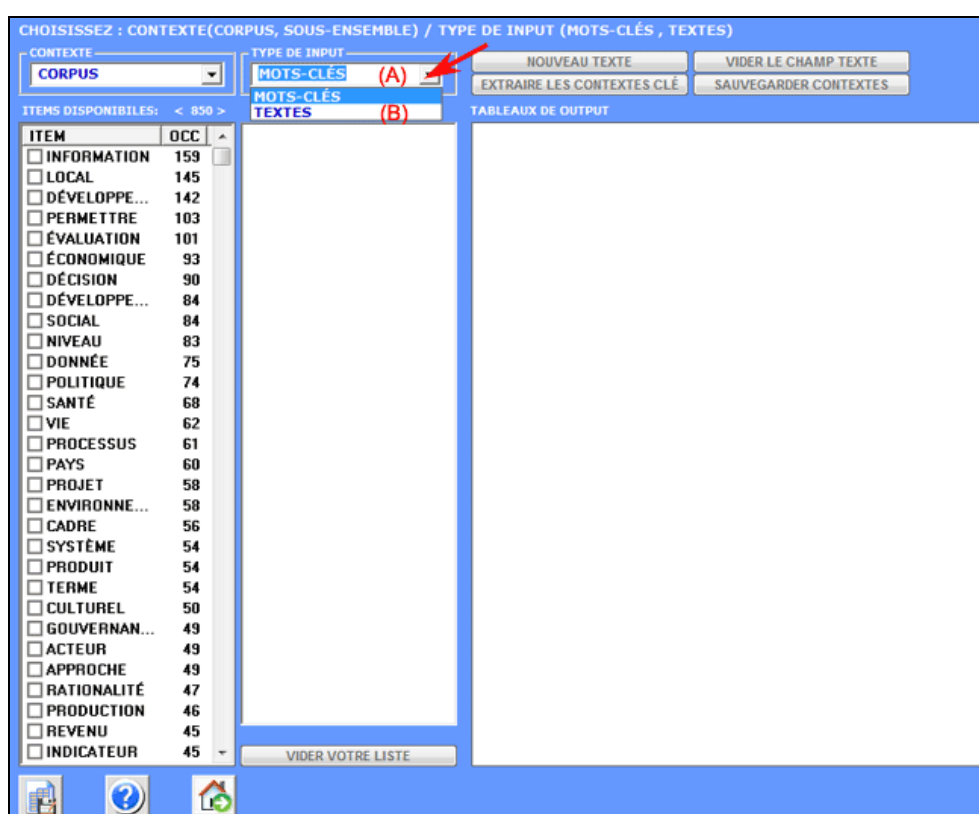 CHOISISSEZ : CONTEXTE(CORPUS, SOUS-ENSEMBLE) / TYPE DE INPUT (MOTS-CLÉS , TEXTES)
CONTEXTE
CORPUS
TYPE DE INPUT
MOTS-CLÉS (A)
MOTS-CLÉS
TEXTES (B)
NOUVEAU TEXTE
VIDER LE CHAMP TEXTE
EXTRAIRE LES CONTEXTES CLÉ
SAUVEGARDER CONTEXTES
ITEMS DISPONIBILES: < 850 >
TABLEAUX DE OUTPUT
ITEM OCC
INFORMATION 159
LOCAL 145
DÉVELOPPE... 142
PERMETTRE 103
ÉVALUATION 101
ÉCONOMIQUE 93
DÉCISION 90
DÉVELOPPE... 84
SOCIAL 84
NIVEAU 83
DONNÉE 75
POLITIQUE 74
SANTÉ 68
VIE 62
PROCESSUS 61
PAYS 60
PROJET 58
ENVIRONNE... 58
CADRE 56
SYSTÈME 54
PRODUIT 54
TERME 54
CULTUREL 50
GOUVERNAN... 49
ACTEUR 49
APPROCHE 49
RATIONALITÉ 47
PRODUCTION 46
REVENU 45
INDICATEUR 45
VIDER VOTRE LISTE
?